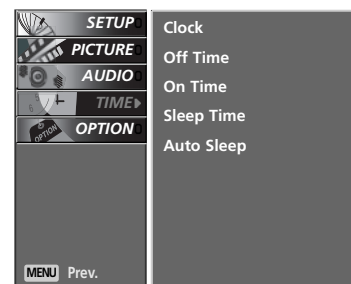 SETUP
PICTURE
AUDIO
TIME
OPTION
MENU Prev.
Clock
Off Time
On Time
Sleep Time
Auto Sleep